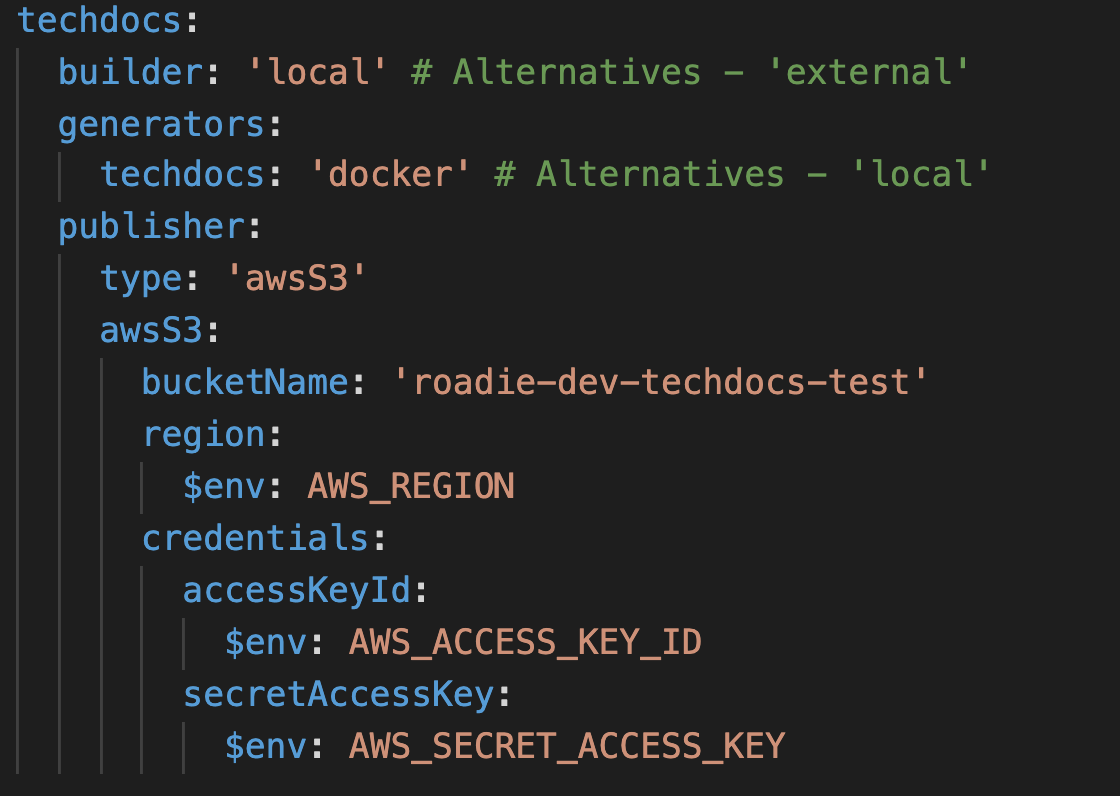 techdocs:
  builder: 'local' # Alternatives - 'external'
  generators:
    techdocs: 'docker' # Alternatives - 'local'
  publisher:
    type: 'awsS3'
    awsS3:
      bucketName: 'roadie-dev-techdocs-test'
      region:
        $env: AWS_REGION
      credentials:
        accessKeyId:
          $env: AWS_ACCESS_KEY_ID
        secretAccessKey:
          $env: AWS_SECRET_ACCESS_KEY